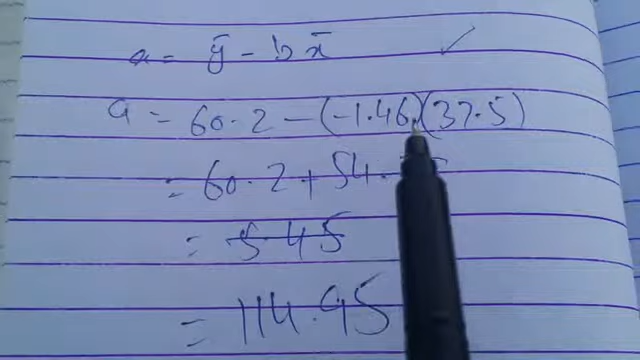 a = ȳ - b x̄ ✓
a = 60.2 - (-1.46)(37.5)
= 60.2 + 54.
= 5.45
= 114.95